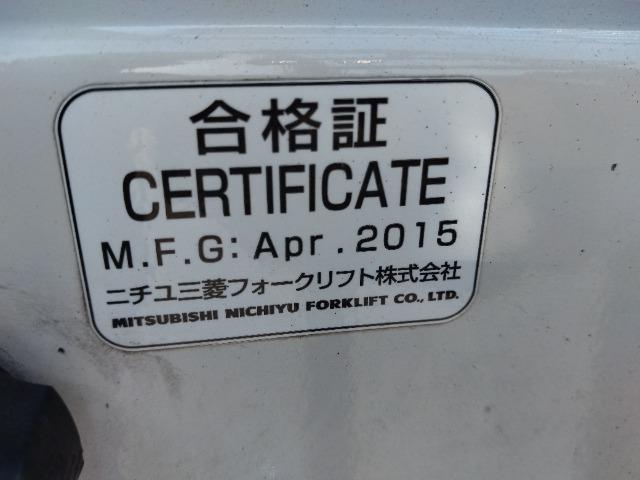 合格証
CERTIFICATE
M.F.G: Apr. 2015
ニチユ三菱フォークリフト株式会社
MITSUBISHI NICHIYU FORKLIFT CO., LTD.